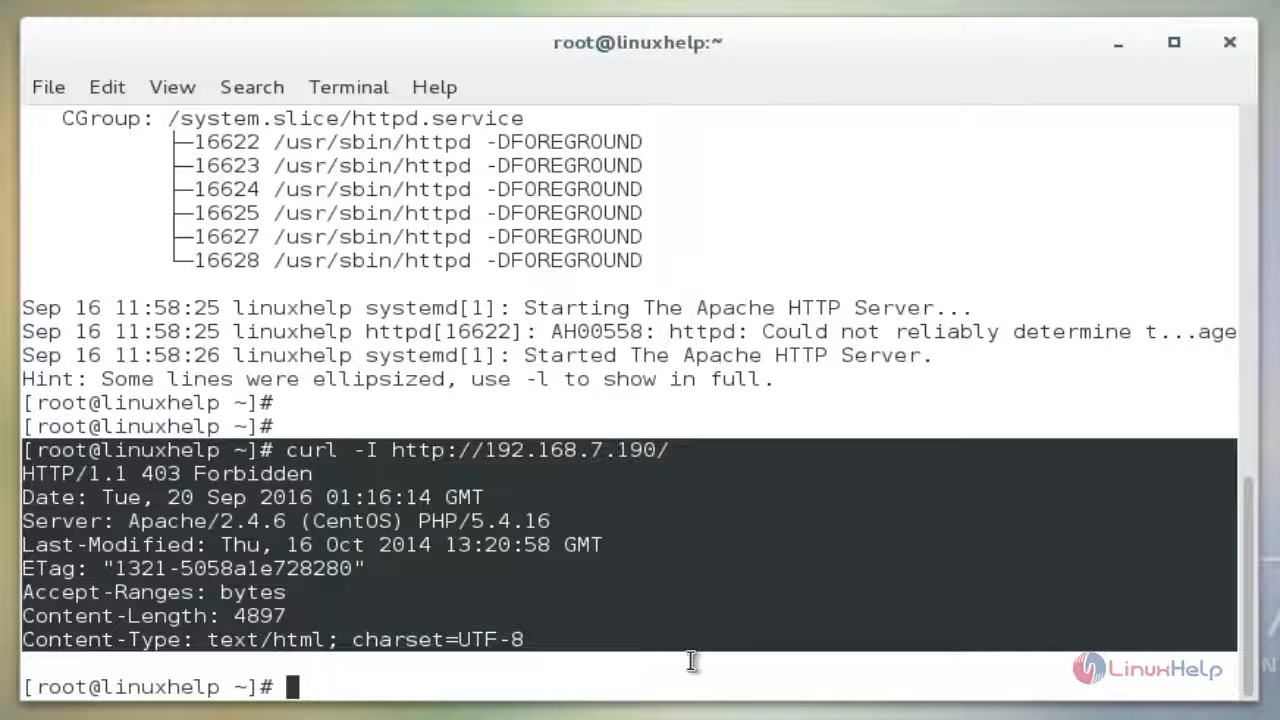 root@linuxhelp:~
File Edit View Search Terminal Help
CGroup: /system.slice/httpd.service
├─16622 /usr/sbin/httpd -DFOREGROUND
├─16623 /usr/sbin/httpd -DFOREGROUND
├─16624 /usr/sbin/httpd -DFOREGROUND
├─16625 /usr/sbin/httpd -DFOREGROUND
├─16627 /usr/sbin/httpd -DFOREGROUND
└─16628 /usr/sbin/httpd -DFOREGROUND
Sep 16 11:58:25 linuxhelp systemd[1]: Starting The Apache HTTP Server...
Sep 16 11:58:25 linuxhelp httpd[16622]: AH00558: httpd: Could not reliably determine t...age
Sep 16 11:58:26 linuxhelp systemd[1]: Started The Apache HTTP Server.
Hint: Some lines were ellipsized, use -l to show in full.
[root@linuxhelp ~]#
[root@linuxhelp ~]#
[root@linuxhelp ~]# curl -I http://192.168.7.190/
HTTP/1.1 403 Forbidden
Date: Tue, 20 Sep 2016 01:16:14 GMT
Server: Apache/2.4.6 (CentOS) PHP/5.4.16
Last-Modified: Thu, 16 Oct 2014 13:20:58 GMT
ETag: "1321-5058a1e728280"
Accept-Ranges: bytes
Content-Length: 4897
Content-Type: text/html; charset=UTF-8
[root@linuxhelp ~]#
LinuxHelp